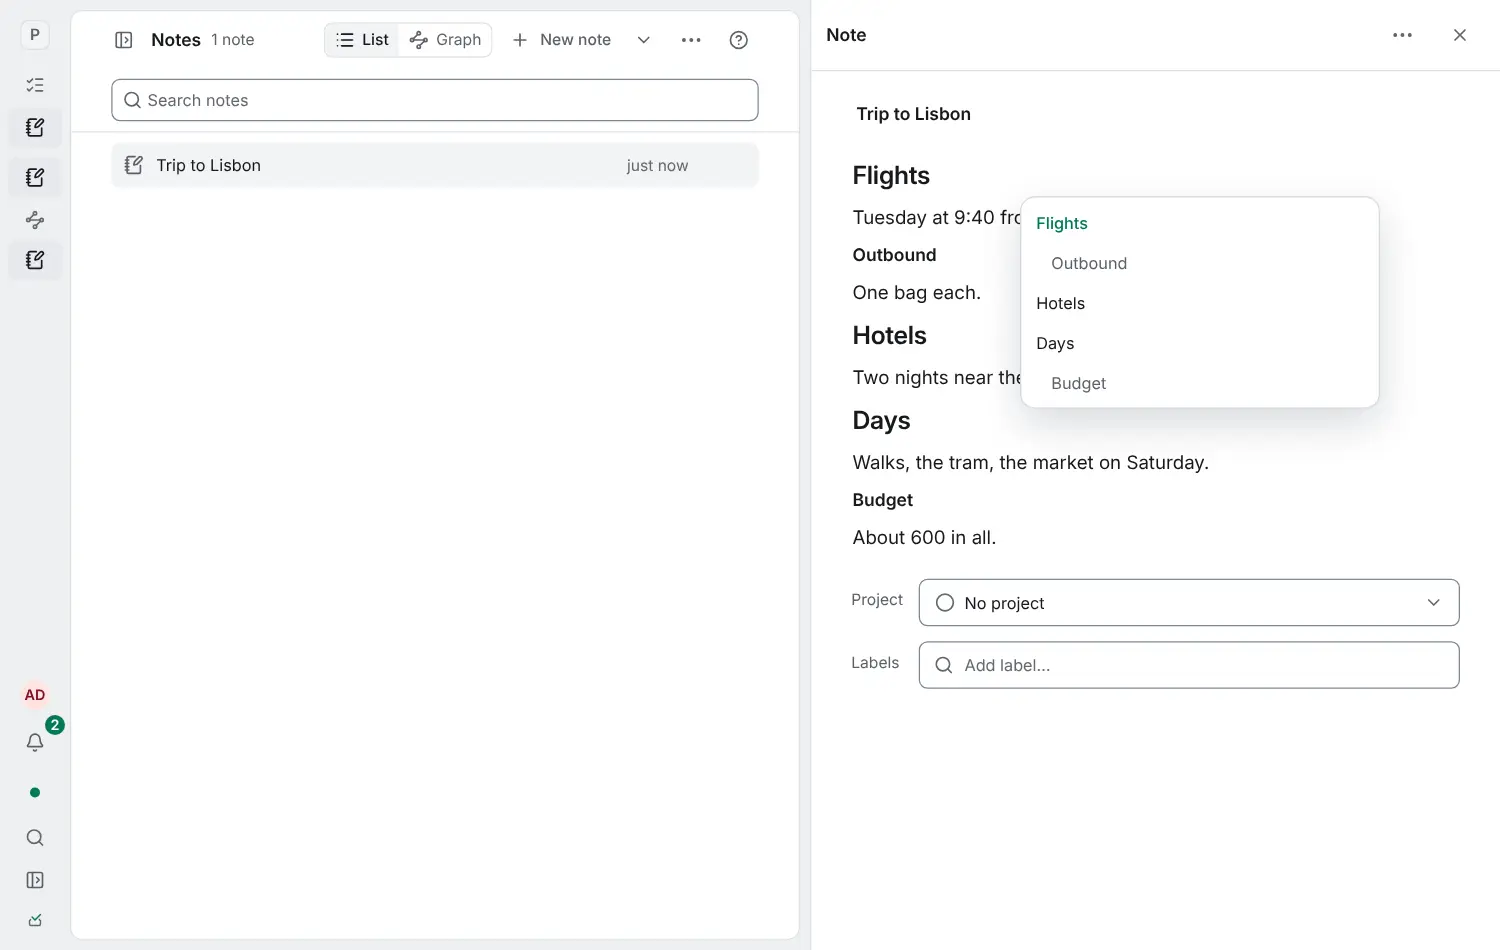 P
Notes 1 note
List
Graph
New note
Search notes
Trip to Lisbon just now
AD
2
Note
Trip to Lisbon
Flights
Tuesday at 9:40
Outbound
One bag each.
Hotels
Two nights near
Days
Walks, the tram, the market on Saturday.
Budget
About 600 in all.
Flights
Outbound
Hotels
Days
Budget
Project No project
Labels Add label...